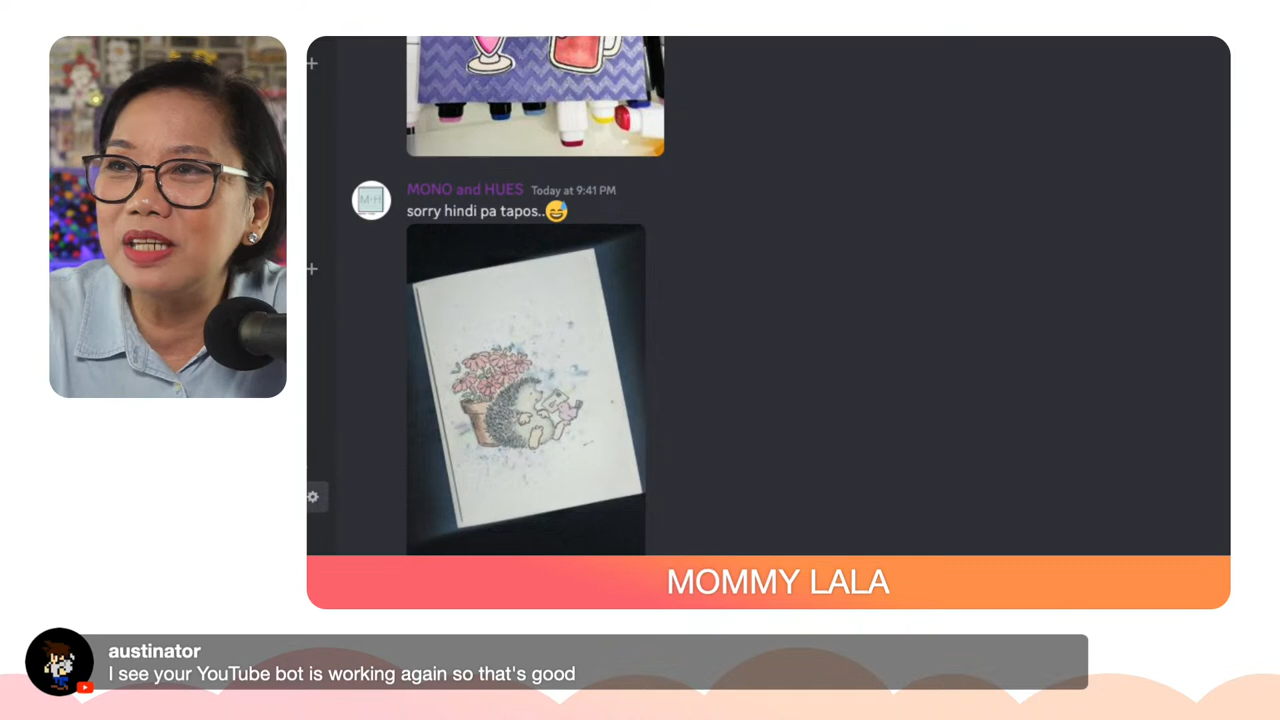 MONO and HUES Today at 9:41 PM
M·H
sorry hindi pa tapos..😅
MOMMY LALA
austinator
I see your YouTube bot is working again so that's good